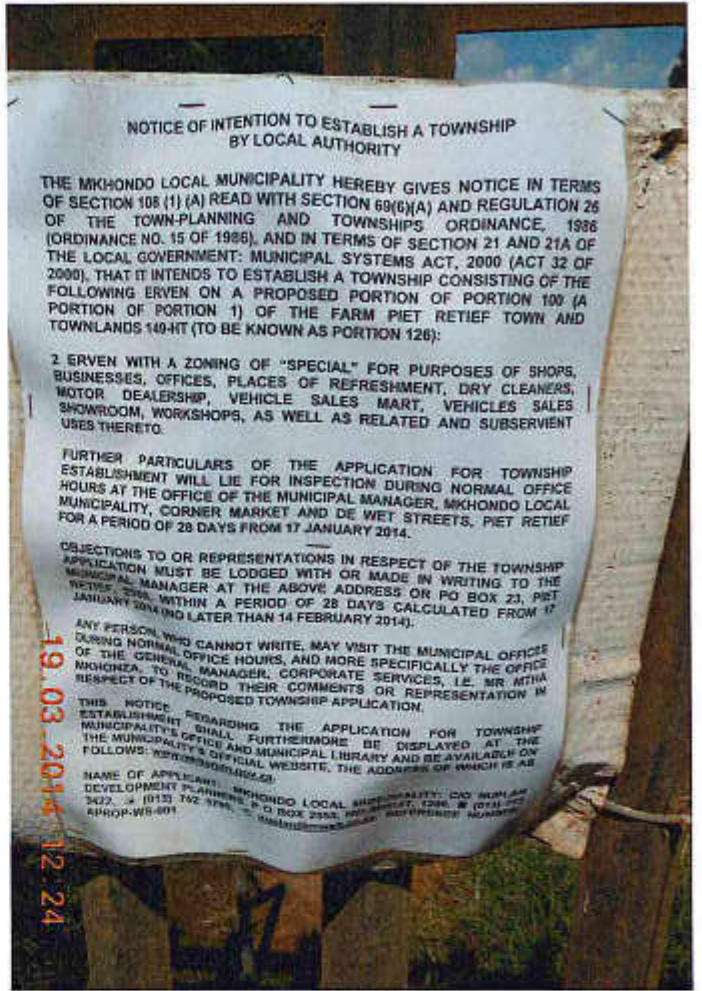 NOTICE OF INTENTION TO ESTABLISH A TOWNSHIP
BY LOCAL AUTHORITY
THE MKHONDO LOCAL MUNICIPALITY HEREBY GIVES NOTICE IN TERMS
OF SECTION 108 (1) (A) READ WITH SECTION 69(6)(A) AND REGULATION 26
OF THE TOWN-PLANNING AND TOWNSHIPS ORDINANCE, 1986
(ORDINANCE NO. 15 OF 1986), AND IN TERMS OF SECTION 21 AND 21A OF
THE LOCAL GOVERNMENT: MUNICIPAL SYSTEMS ACT, 2000 (ACT 32 OF
2000), THAT IT INTENDS TO ESTABLISH A TOWNSHIP CONSISTING OF THE
FOLLOWING ERVEN ON A PROPOSED PORTION OF PORTION 100 (A
PORTION OF PORTION 1) OF THE FARM PIET RETIEF TOWN AND
TOWNLANDS 149-HT (TO BE KNOWN AS PORTION 126):
2 ERVEN WITH A ZONING OF "SPECIAL" FOR PURPOSES OF SHOPS,
BUSINESSES, OFFICES, PLACES OF REFRESHMENT, DRY CLEANERS,
MOTOR DEALERSHIP, VEHICLE SALES MART, VEHICLES SALES
SHOWROOM, WORKSHOPS, AS WELL AS RELATED AND SUBSERVIENT
USES THERETO.
FURTHER PARTICULARS OF THE APPLICATION FOR TOWNSHIP
ESTABLISHMENT WILL LIE FOR INSPECTION DURING NORMAL OFFICE
HOURS AT THE OFFICE OF THE MUNICIPAL MANAGER, MKHONDO LOCAL
MUNICIPALITY, CORNER MARKET AND DE WET STREETS, PIET RETIEF
FOR A PERIOD OF 28 DAYS FROM 17 JANUARY 2014.
OBJECTIONS TO OR REPRESENTATIONS IN RESPECT OF THE TOWNSHIP
APPLICATION MUST BE LODGED WITH OR MADE IN WRITING TO THE
MUNICIPAL MANAGER AT THE ABOVE ADDRESS OR PO BOX 23, PIET
RETIEF, WITHIN A PERIOD OF 28 DAYS CALCULATED FROM 17
JANUARY 2014 (NO LATER THAN 14 FEBRUARY 2014).
ANY PERSON, WHO CANNOT WRITE, MAY VISIT THE MUNICIPAL OFFICES
DURING NORMAL OFFICE HOURS, AND MORE SPECIFICALLY THE OFFICE
OF THE GENERAL MANAGER, CORPORATE SERVICES, I.E. MR MTHA
MKHONZA, TO RECORD THEIR COMMENTS OR REPRESENTATION IN
RESPECT OF THE PROPOSED TOWNSHIP APPLICATION.
THIS NOTICE REGARDING THE APPLICATION FOR TOWNSHIP
ESTABLISHMENT SHALL FURTHERMORE BE DISPLAYED AT THE
MUNICIPALITY'S OFFICE AND MUNICIPAL LIBRARY AND BE AVAILABLE ON
THE MUNICIPALITY'S OFFICIAL WEBSITE, THE ADDRESS OF WHICH IS AS
FOLLOWS:
NAME OF APPLICANT: MKHONDO LOCAL MUNICIPALITY: C/O NUPLAN
DEVELOPMENT PLANNERS, P O BOX 2555, 1200, (013)
3422, (013) 752 REFERENCE NUMBER:
APROP-WS-001
19.03.2014 12:24